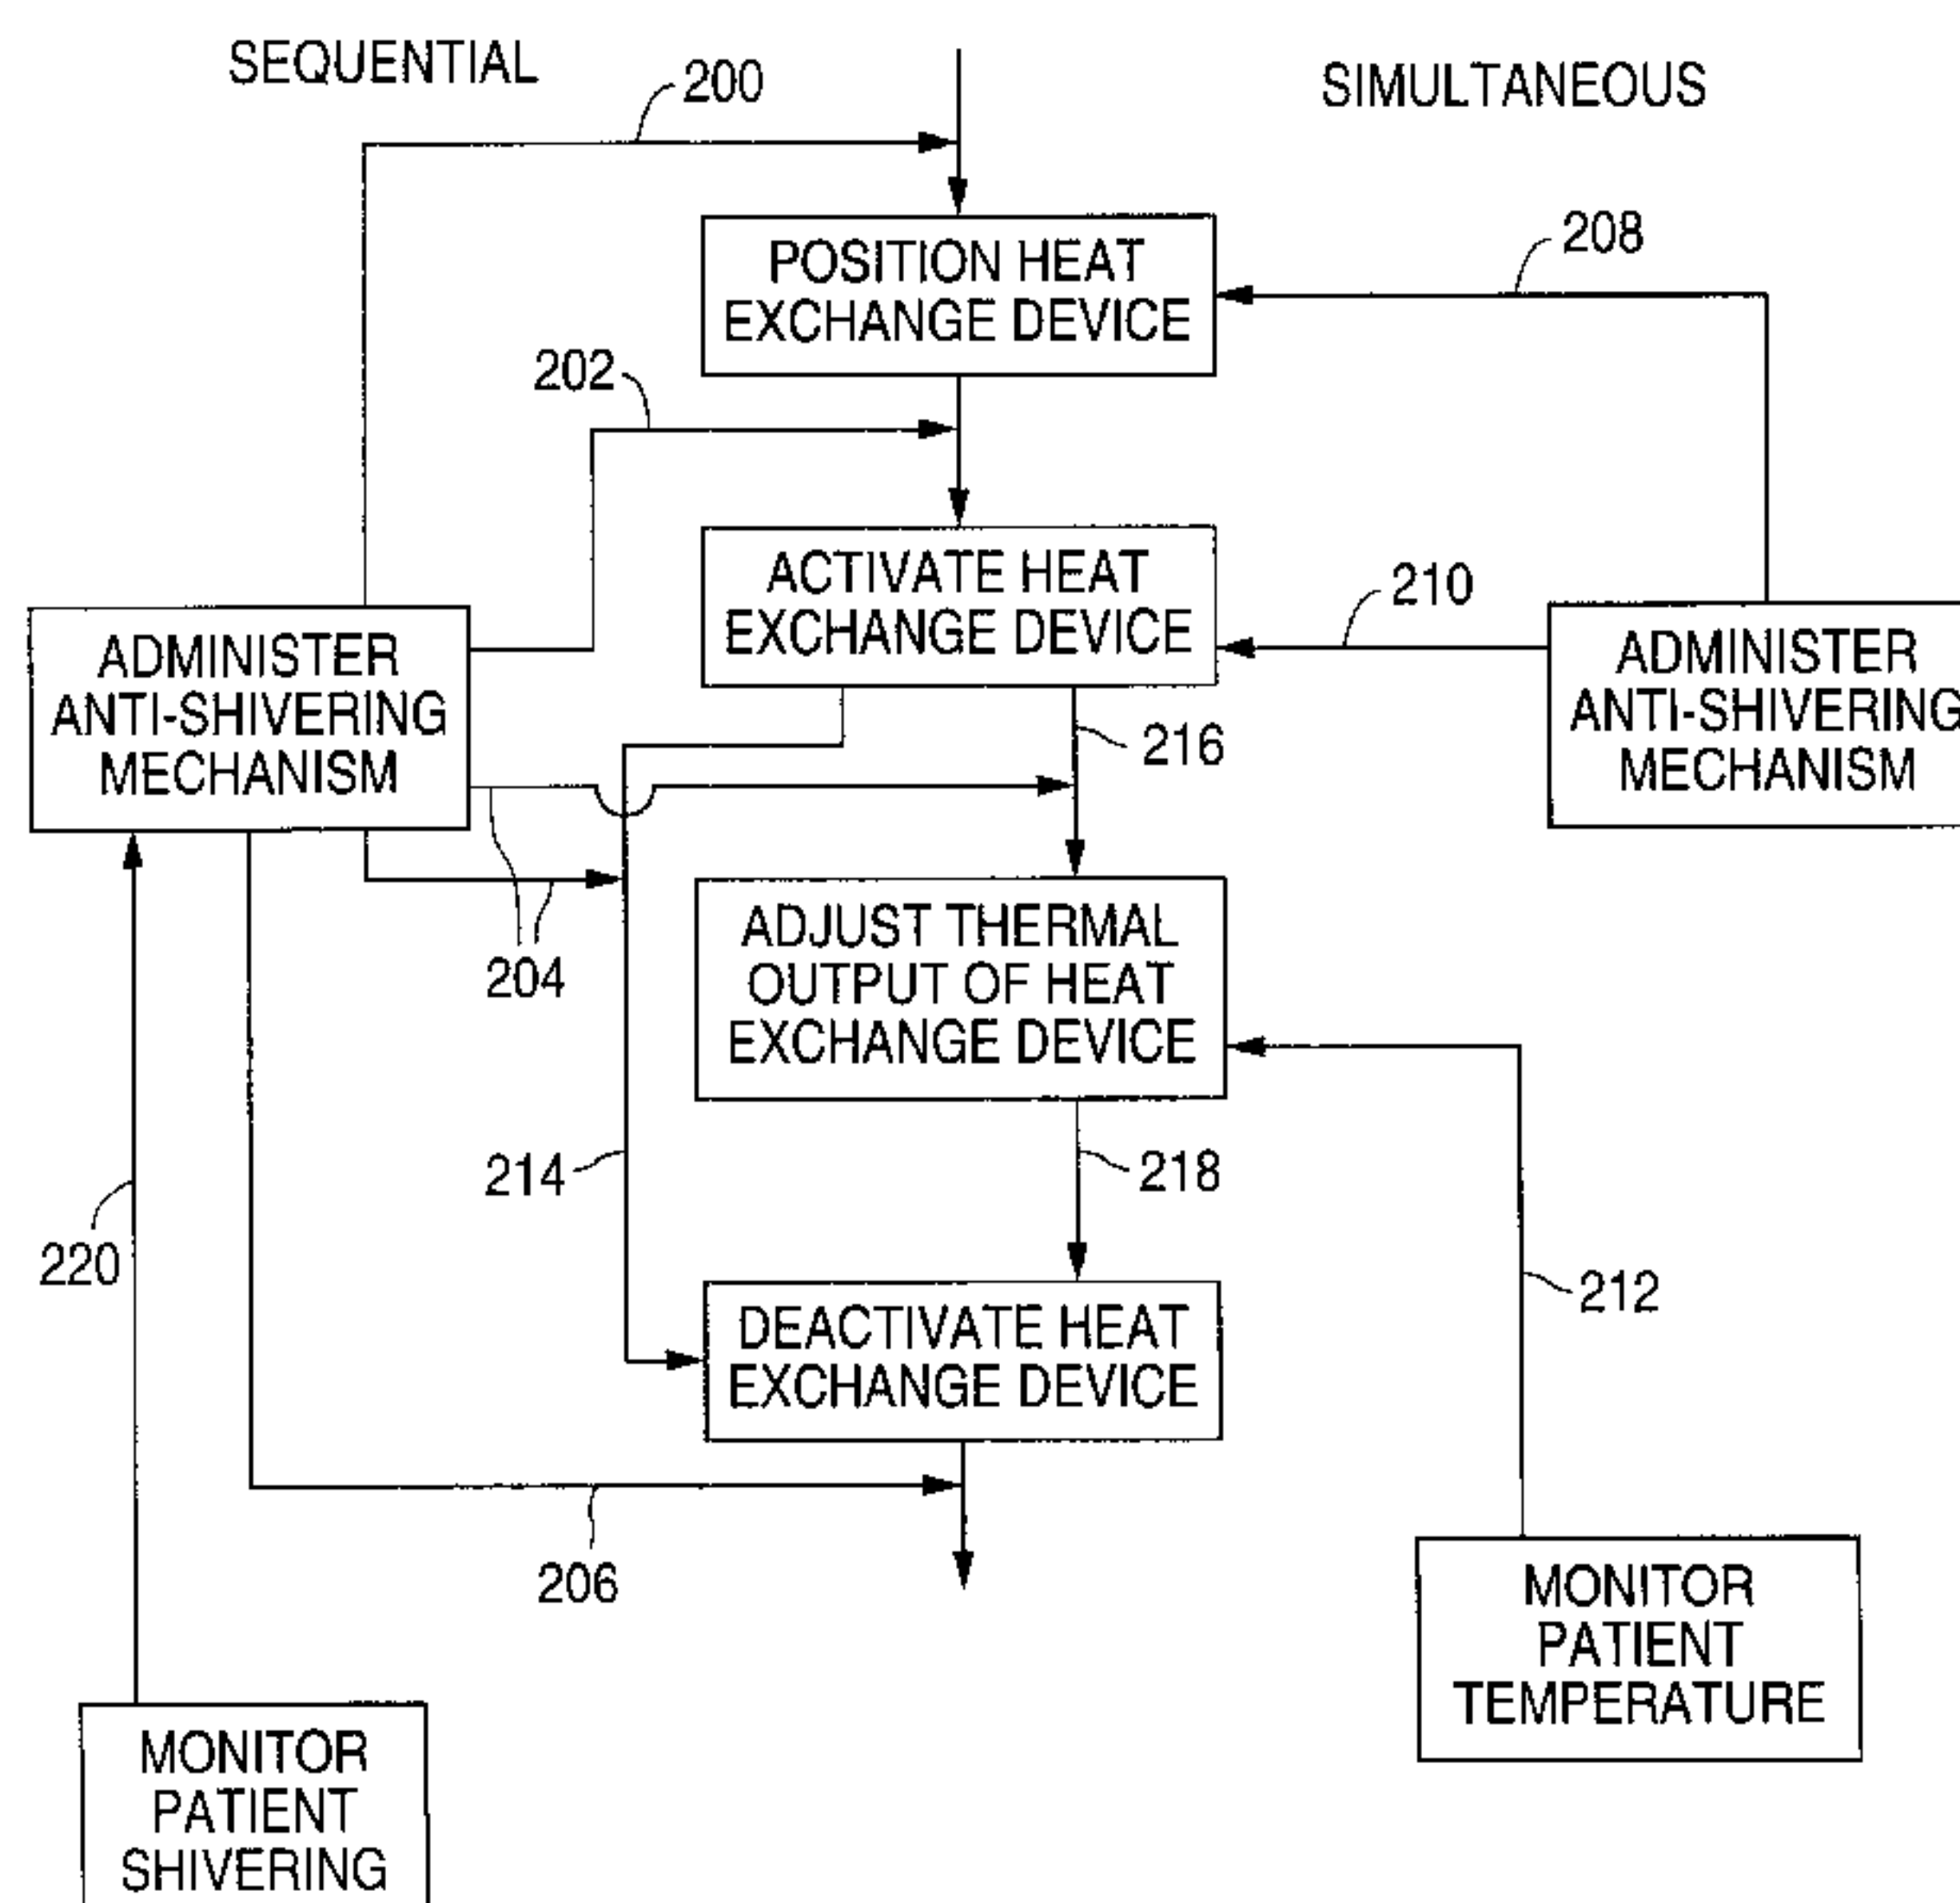 SEQUENTIAL
200
SIMULTANEOUS
POSITION HEAT
EXCHANGE DEVICE
208
202
ACTIVATE HEAT
EXCHANGE DEVICE
210
ADMINISTER
ANTI-SHIVERING
MECHANISM
ADMINISTER
ANTI-SHIVERING
MECHANISM
216
204
ADJUST THERMAL
OUTPUT OF HEAT
EXCHANGE DEVICE
214
218
220
212
DEACTIVATE HEAT
EXCHANGE DEVICE
206
MONITOR
PATIENT
TEMPERATURE
MONITOR
PATIENT
SHIVERING